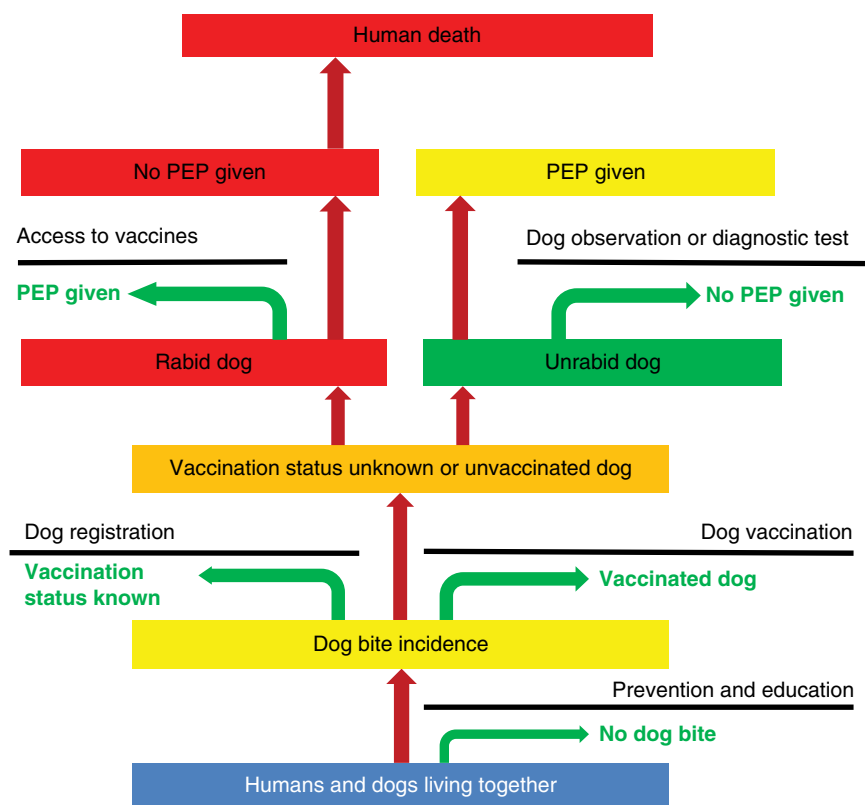 Human death
No PEP given
PEP given
Access to vaccines
Dog observation or diagnostic test
PEP given
No PEP given
Rabid dog
Unrabid dog
Vaccination status unknown or unvaccinated dog
Dog registration
Dog vaccination
Vaccination
status known
Vaccinated dog
Dog bite incidence
Prevention and education
No dog bite
Humans and dogs living together